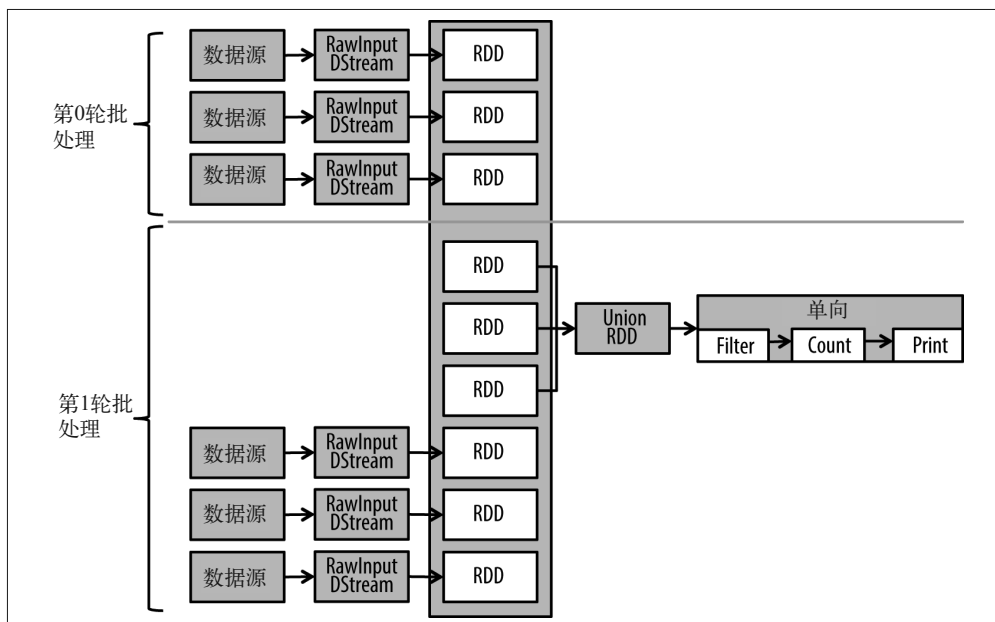 数据源
RawInput
DStream
RDD
数据源
RawInput
DStream
RDD
数据源
RawInput
DStream
RDD
第0轮批
处理
RDD
RDD
RDD
Union
RDD
单向
Filter
Count
Print
第1轮批
处理
数据源
RawInput
DStream
RDD
数据源
RawInput
DStream
RDD
数据源
RawInput
DStream
RDD